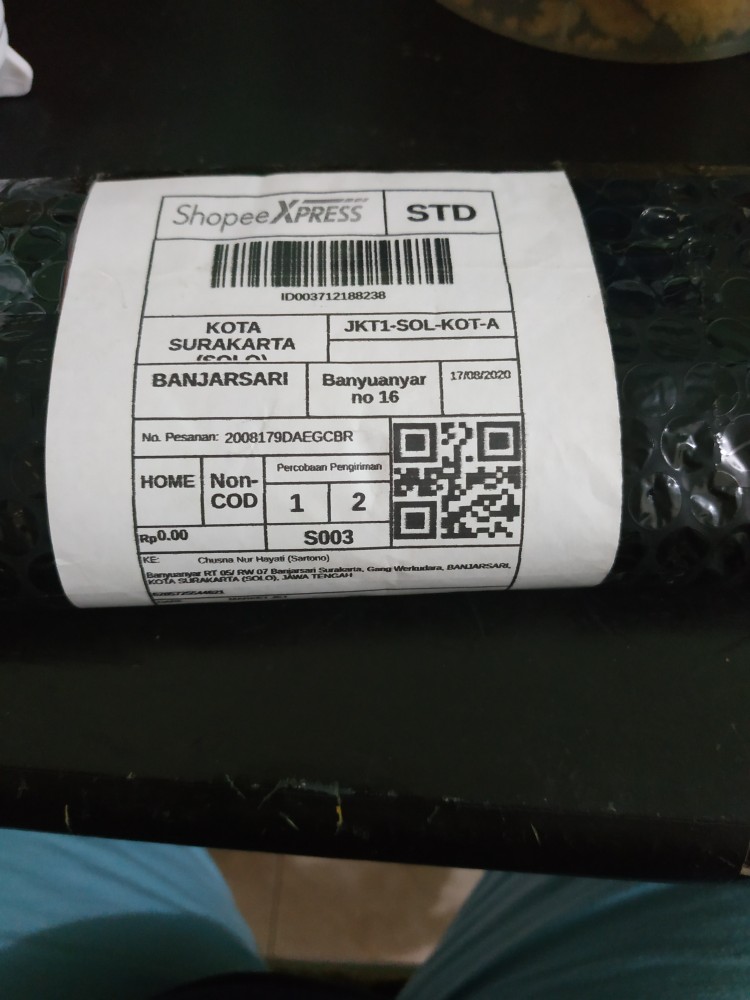 ShopeeXPRESS
STD
ID003712188238
KOTA
SURAKARTA
(SOLO)
JKT1-SOL-KOT-A
BANJARSARI
Banyuanyar
no 16
17/08/2020
No. Pesanan: 2008179DAEGCBR
HOME
Non-
COD
Percobaan Pengiriman
1
2
Rp0.00
S003
KE: Chusna Nur Hayati (Sartono)
Banyuanyar RT 05/ RW 07 Banjarsari Surakarta, Gang Werkudara, BANJARSARI,
KOTA SURAKARTA (SOLO), JAWA TENGAH